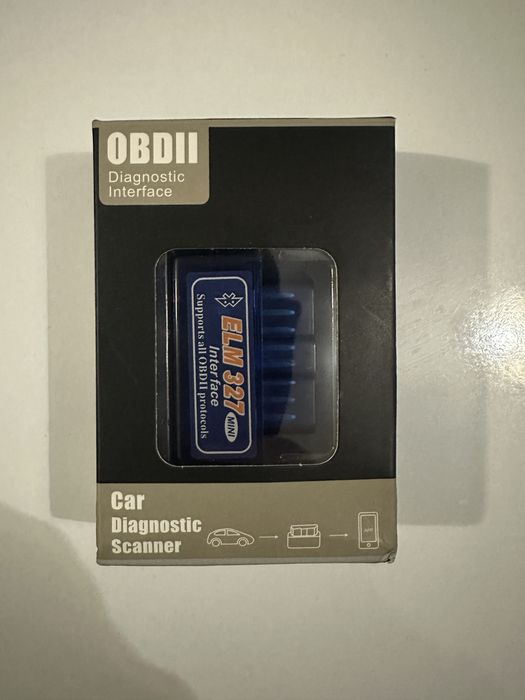 OBDII
Diagnostic
Interface
ELM 327 MINI
Interface
Supports all OBDII protocols
Car
Diagnostic
Scanner